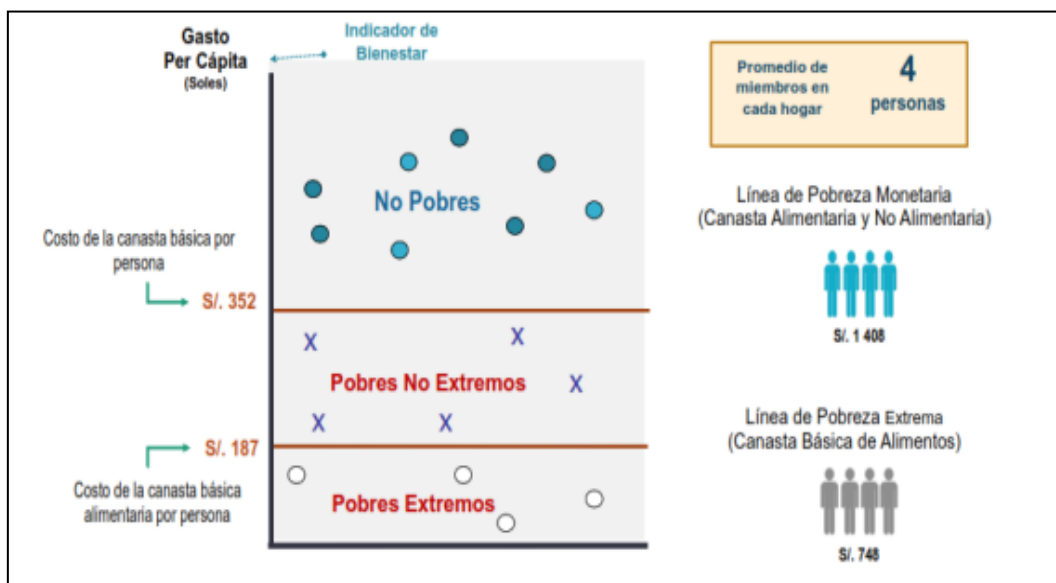 Gasto
Per Cápita
(Soles)
Indicador de
Bienestar
Promedio de
miembros en
cada hogar
4
personas
No Pobres
Línea de Pobreza Monetaria
(Canasta Alimentaria y No Alimentaria)
Costo de la canasta básica por
persona
S/. 352
S/. 1 408
X
X
Pobres No Extremos
X
X
X
Línea de Pobreza Extrema
(Canasta Básica de Alimentos)
S/. 187
Costo de la canasta básica
alimentaria por persona
Pobres Extremos
S/. 748